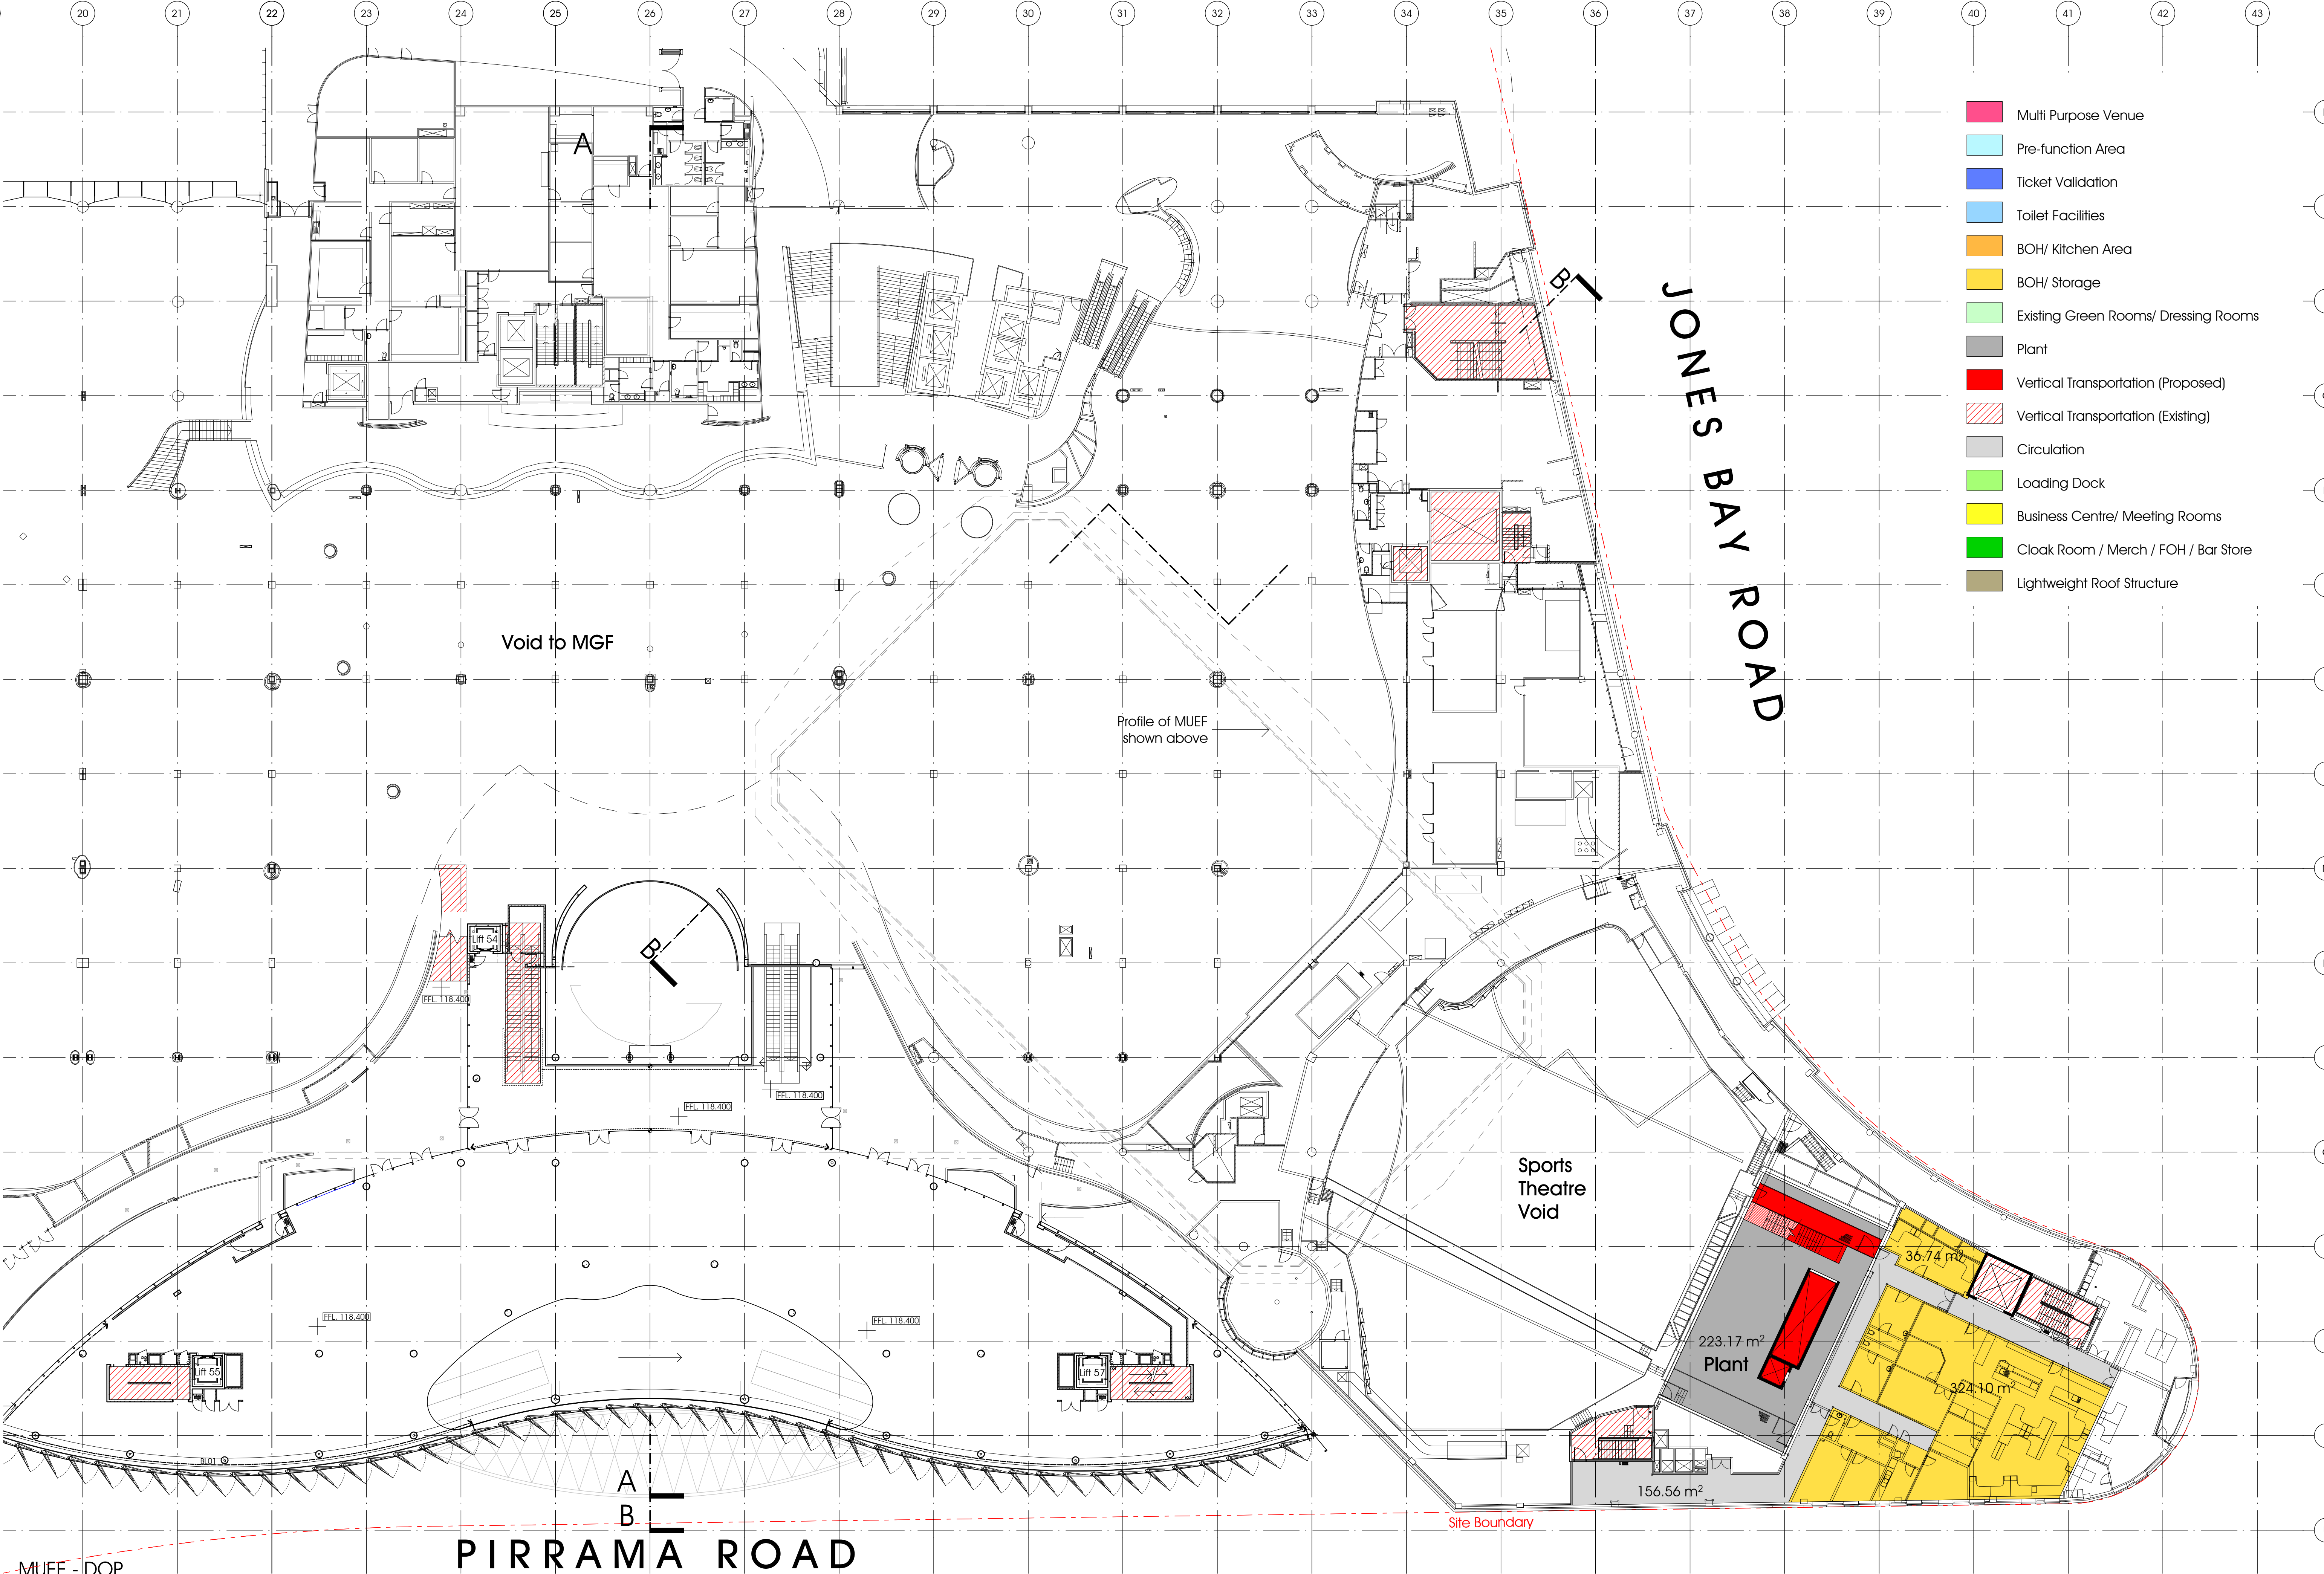 20 21 22 23 24 25 26 27 28 29 30 31 32 33 34 35 36 37 38 39 40 41 42 43
Multi Purpose Venue
Pre-function Area
Ticket Validation
Toilet Facilities
BOH/ Kitchen Area
BOH/ Storage
Existing Green Rooms/ Dressing Rooms
Plant
Vertical Transportation (Proposed)
Vertical Transportation (Existing)
Circulation
Loading Dock
Business Centre/ Meeting Rooms
Cloak Room / Merch / FOH / Bar Store
Lightweight Roof Structure
A
B
JONES BAY ROAD
Void to MGF
Profile of MUEF
shown above
Lift 54
B
FFL. 118.400
FFL. 118.400
FFL. 118.400
Sports
Theatre
Void
36.74 m²
FFL. 118.400
FFL. 118.400
223.17 m²
Plant
Lift 55
Lift 57
324.10 m²
RL01
A
156.56 m²
B
Site Boundary
PIRRAMA ROAD
MUEF - DOP